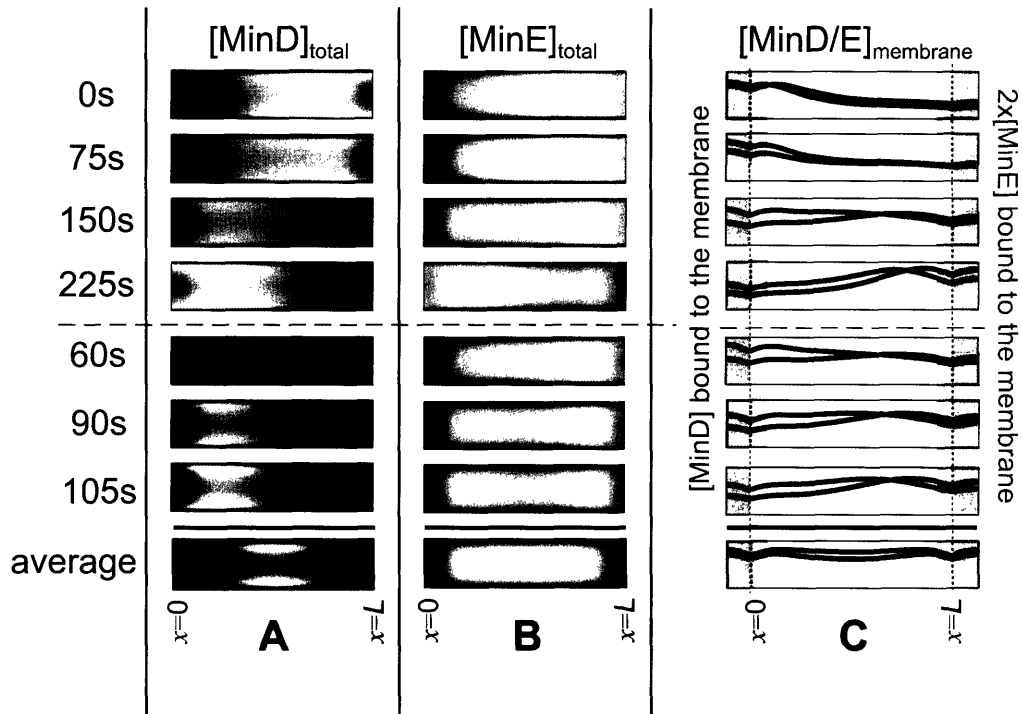 [MinD]total
[MinE]total
[MinD/E]membrane
0s
75s
150s
225s
60s
90s
105s
average
x=0
x=L
x=0
x=L
x=0
x=L
A
B
C
[MinD] bound to the membrane
2x[MinE] bound to the membrane